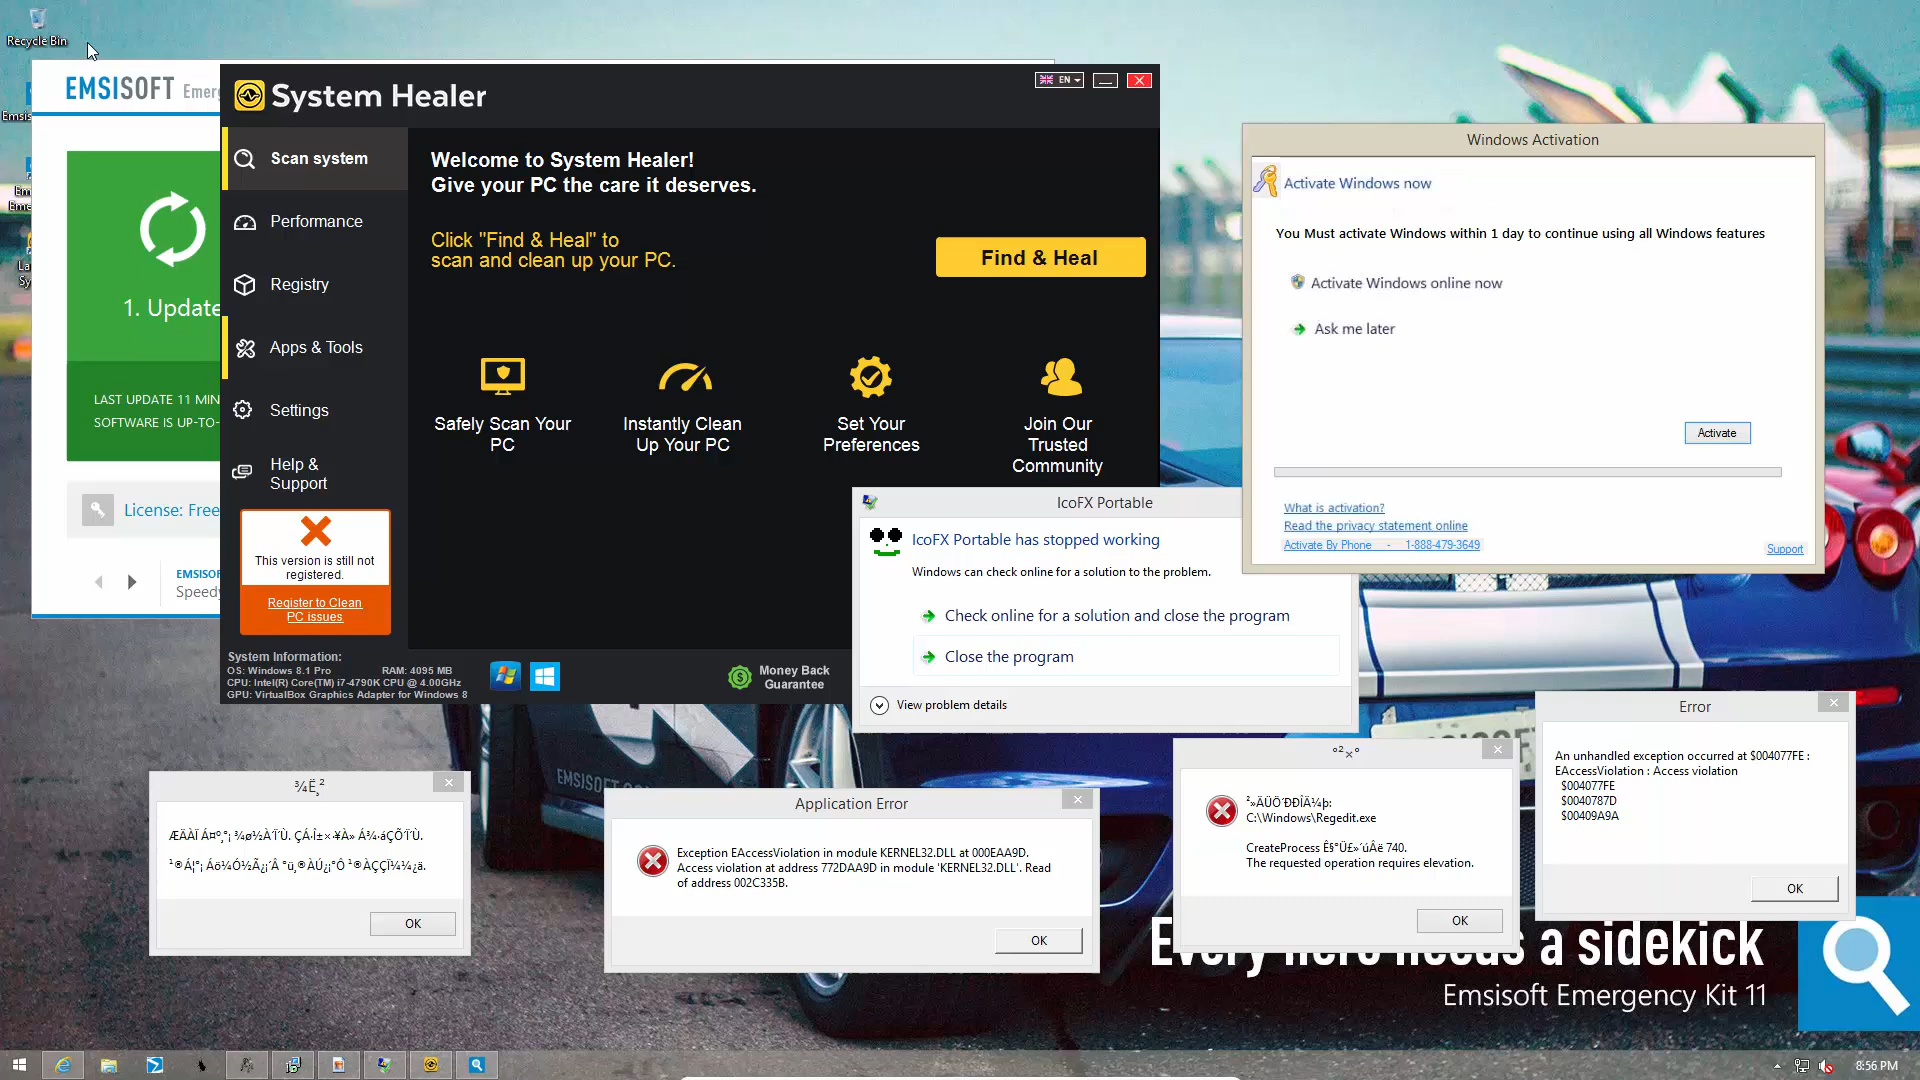 Recycle Bin
EMSISOFT
System Healer
EN
Scan system
Performance
Registry
Apps & Tools
Settings
Help &
Support
Welcome to System Healer!
Give your PC the care it deserves.
Click "Find & Heal" to
scan and clean up your PC.
Find & Heal
Safely Scan Your
PC
Instantly Clean
Up Your PC
Set Your
Preferences
Join Our
Trusted
Community
This version is still not
registered.
Register to Clean
PC issues
System Information:
OS: Windows 8.1 Pro RAM: 4095 MB
CPU: Intel(R) Core(TM) i7-4790K CPU @ 4.00GHz
GPU: VirtualBox Graphics Adapter for Windows 8
Money Back
Guarantee
1. Update
LAST UPDATE 11 MIN
SOFTWARE IS UP-TO-
License: Free
EMSISOF
Speedy
Windows Activation
Activate Windows now
You Must activate Windows within 1 day to continue using all Windows features
Activate Windows online now
Ask me later
Activate
What is activation?
Read the privacy statement online
Activate By Phone - 1-888-479-3649
Support
IcoFX Portable
IcoFX Portable has stopped working
Windows can check online for a solution to the problem.
Check online for a solution and close the program
Close the program
View problem details
OK
Application Error
Exception EAccessViolation in module KERNEL32.DLL at 000EAA9D.
Access violation at address 772DAA9D in module 'KERNEL32.DLL'. Read
of address 002C335B.
OK
C:\Windows\Regedit.exe
CreateProcess 740.
The requested operation requires elevation.
OK
Error
An unhandled exception occurred at $004077FE :
EAccessViolation : Access violation
$004077FE
$0040787D
$00409A9A
OK
EMSISOFT
Every hero needs a sidekick
Emsisoft Emergency Kit 11
8:56 PM